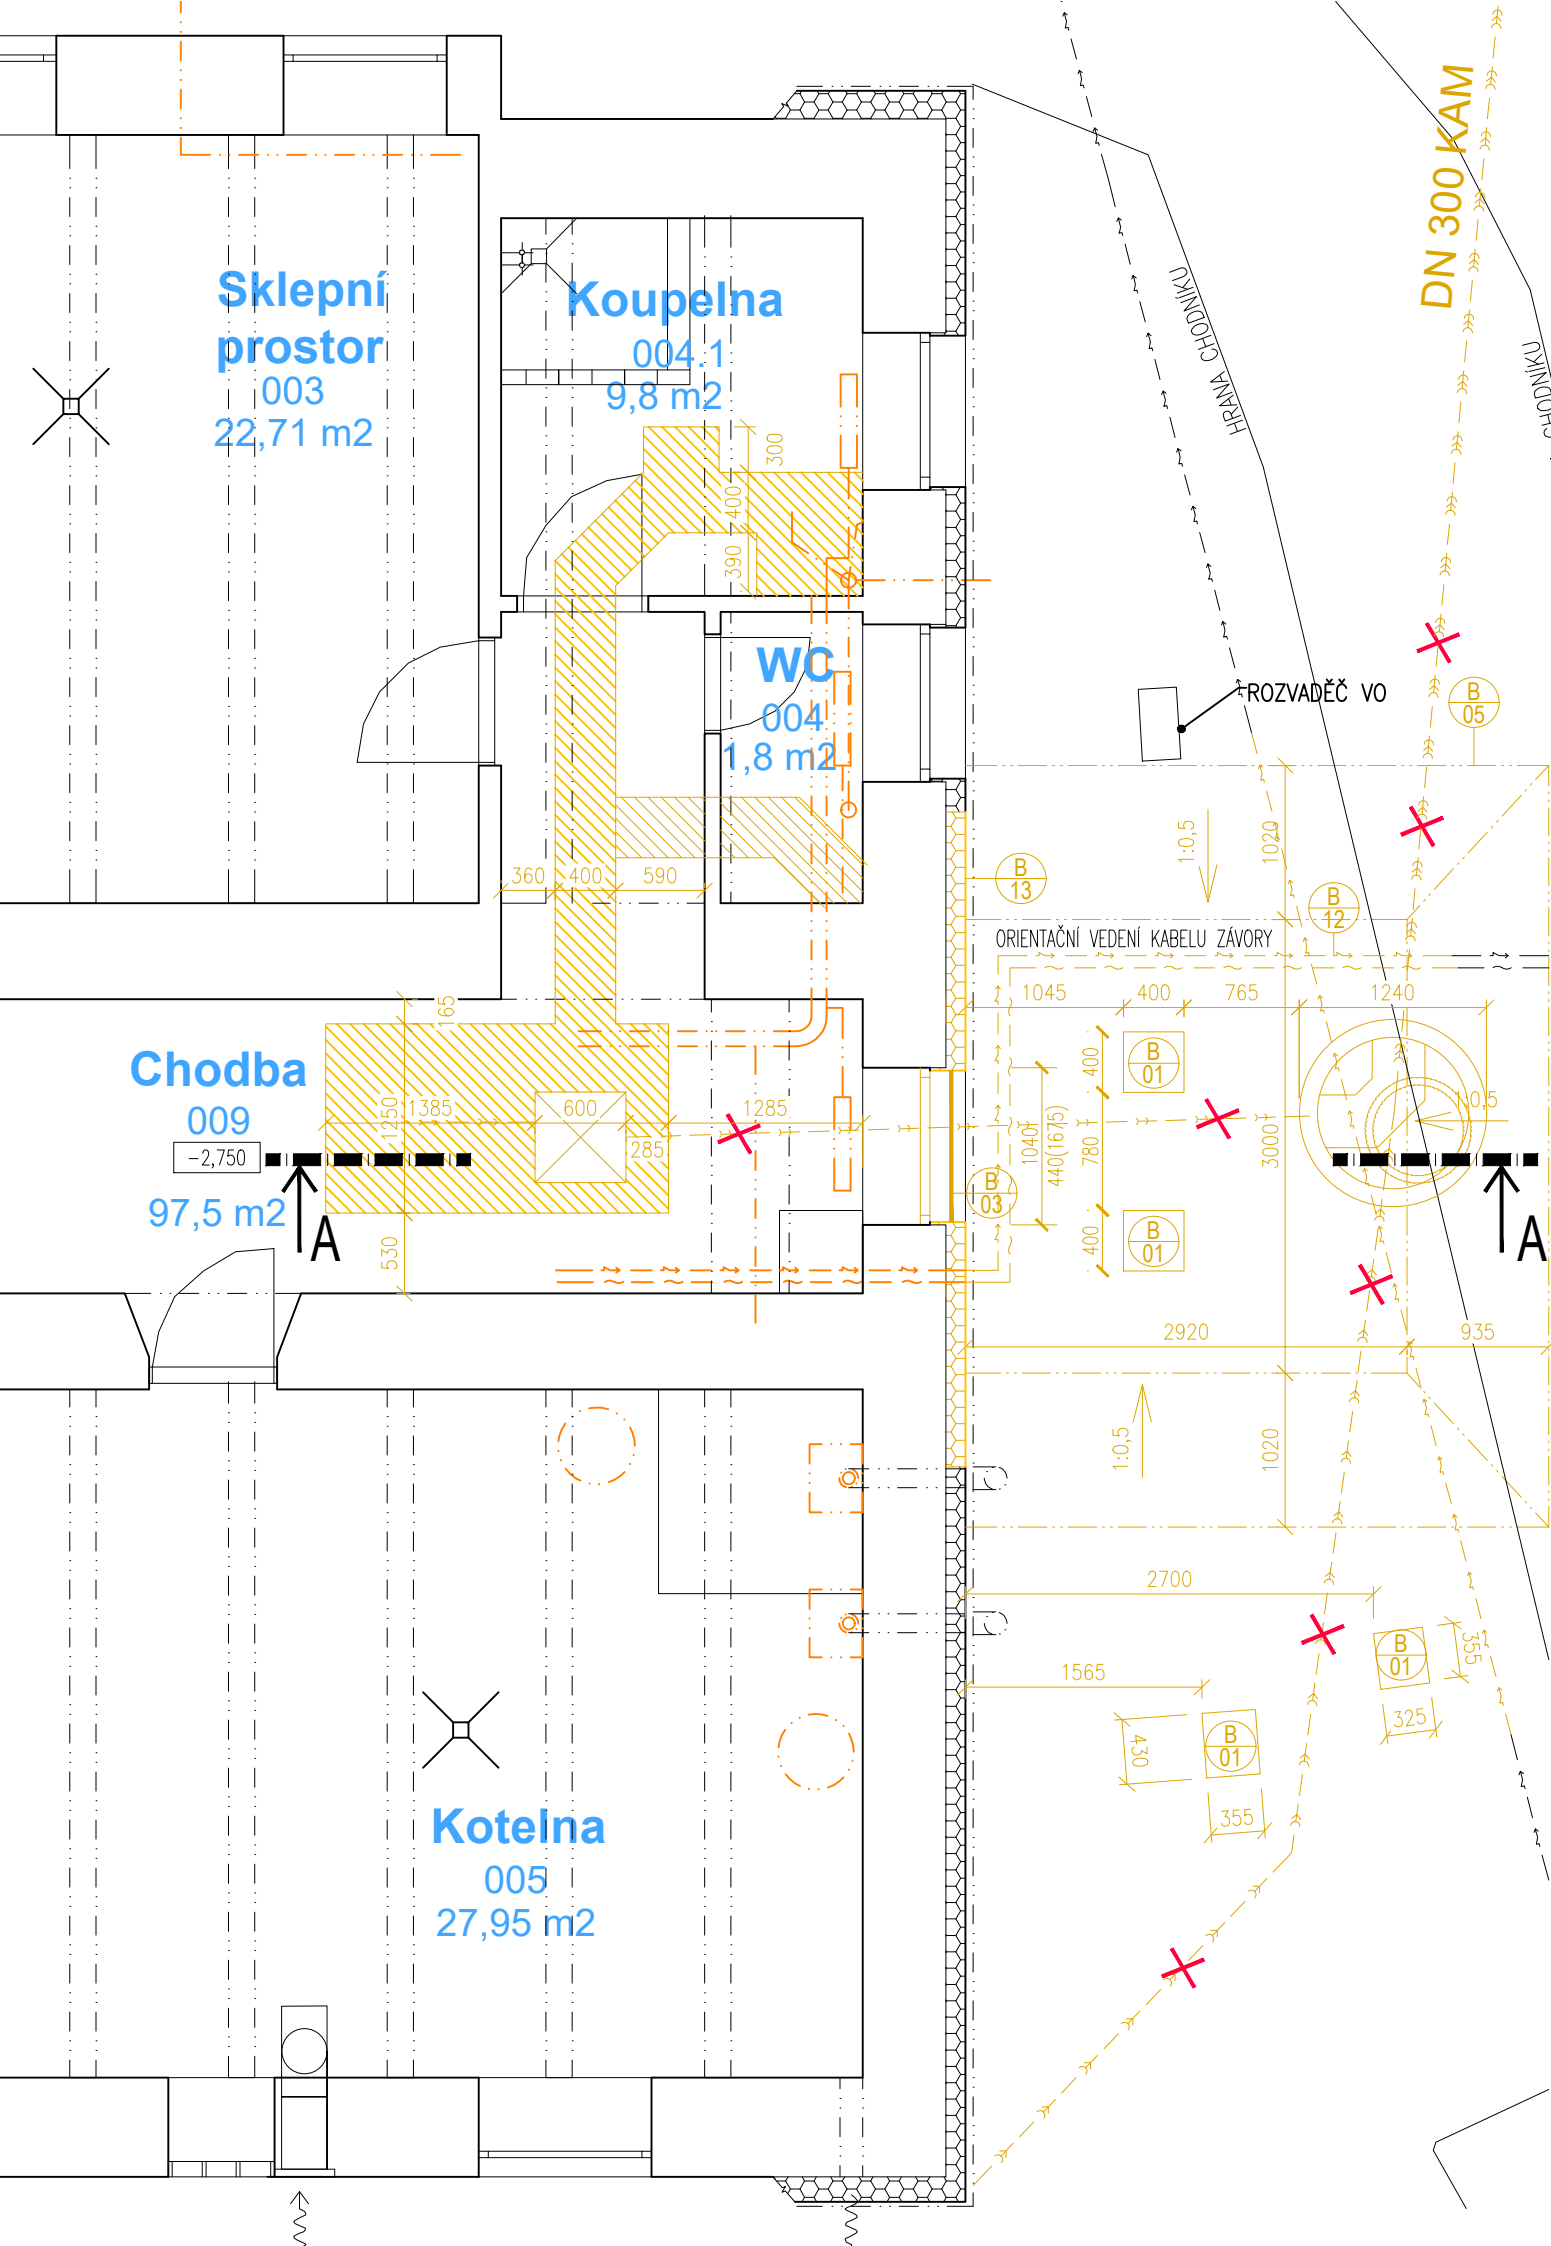 DN 300 KAM
Sklepní
prostor
003
22,71 m2
Koupelna
004.1
9,8 m2
HRANA CHODNÍKU
CHODNÍKU
300
400
390
WC
004
1,8 m2
ROZVADĚČ VO
B
05
1:0,5
1020
B
13
B
12
360
400
590
ORIENTAČNÍ VEDENÍ KABELU ZÁVORY
165
1045
400
765
1240
Chodba
009
-2,750
97,5 m2
1385
1250
600
1285
285
530
A
400
B
01
1040
440(1675)
780
3000
1:0,5
B
03
400
B
01
A
2920
935
1:0,5
1020
2700
1565
B
01
355
325
430
B
01
355
Kotelna
005
27,95 m2